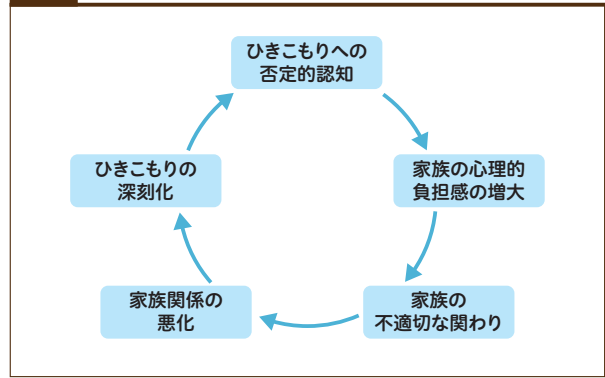 ひきこもりへの
否定的認知
家族の心理的
負担感の増大
家族の
不適切な関わり
家族関係の
悪化
ひきこもりの
深刻化